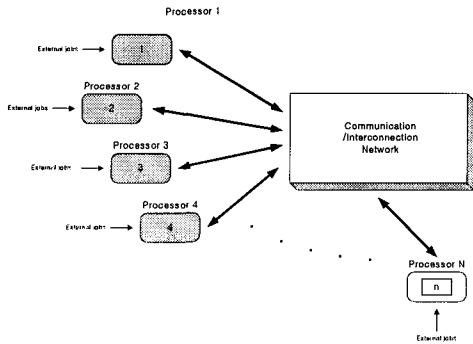 Processor 1
External jobs
1
Processor 2
External jobs
2
Processor 3
External jobs
3
Processor 4
External jobs
4
Communication
/Interconnection
Network
Processor N
n
External jobs